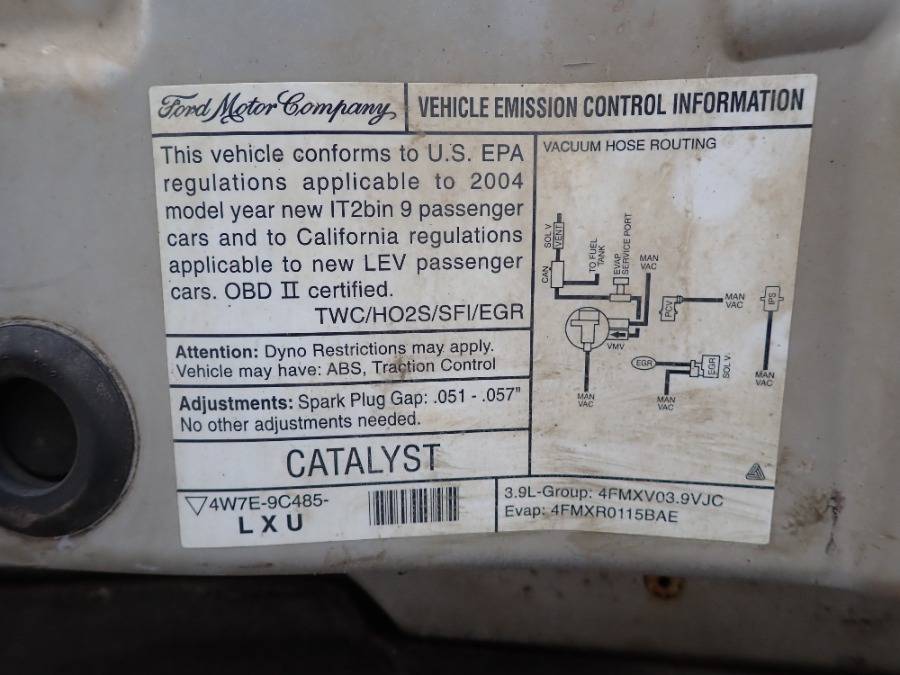 Ford Motor Company
VEHICLE EMISSION CONTROL INFORMATION
This vehicle conforms to U.S. EPA
regulations applicable to 2004
model year new IT2bin 9 passenger
cars and to California regulations
applicable to new LEV passenger
cars. OBD II certified.
TWC/HO2S/SFI/EGR
Attention: Dyno Restrictions may apply.
Vehicle may have: ABS, Traction Control
Adjustments: Spark Plug Gap: .051 - .057"
No other adjustments needed.
CATALYST
4W7E-9C485-
LXU
VACUUM HOSE ROUTING
SOL V
VENT
CAN
TO FUEL
TANK
EVAP
SERVICE PORT
MAN
VAC
VMV
MAN
VAC
PCV
MAN
VAC
IPS
MAN
VAC
EGR
EGR
SOL V.
MAN
VAC
3.9L-Group: 4FMXV03.9VJC
Evap: 4FMXR0115BAE